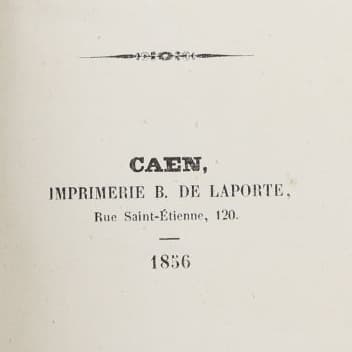 CAEN,
IMPRIMERIE B. DE LAPORTE,
Rue Saint-Étienne, 120.
1856